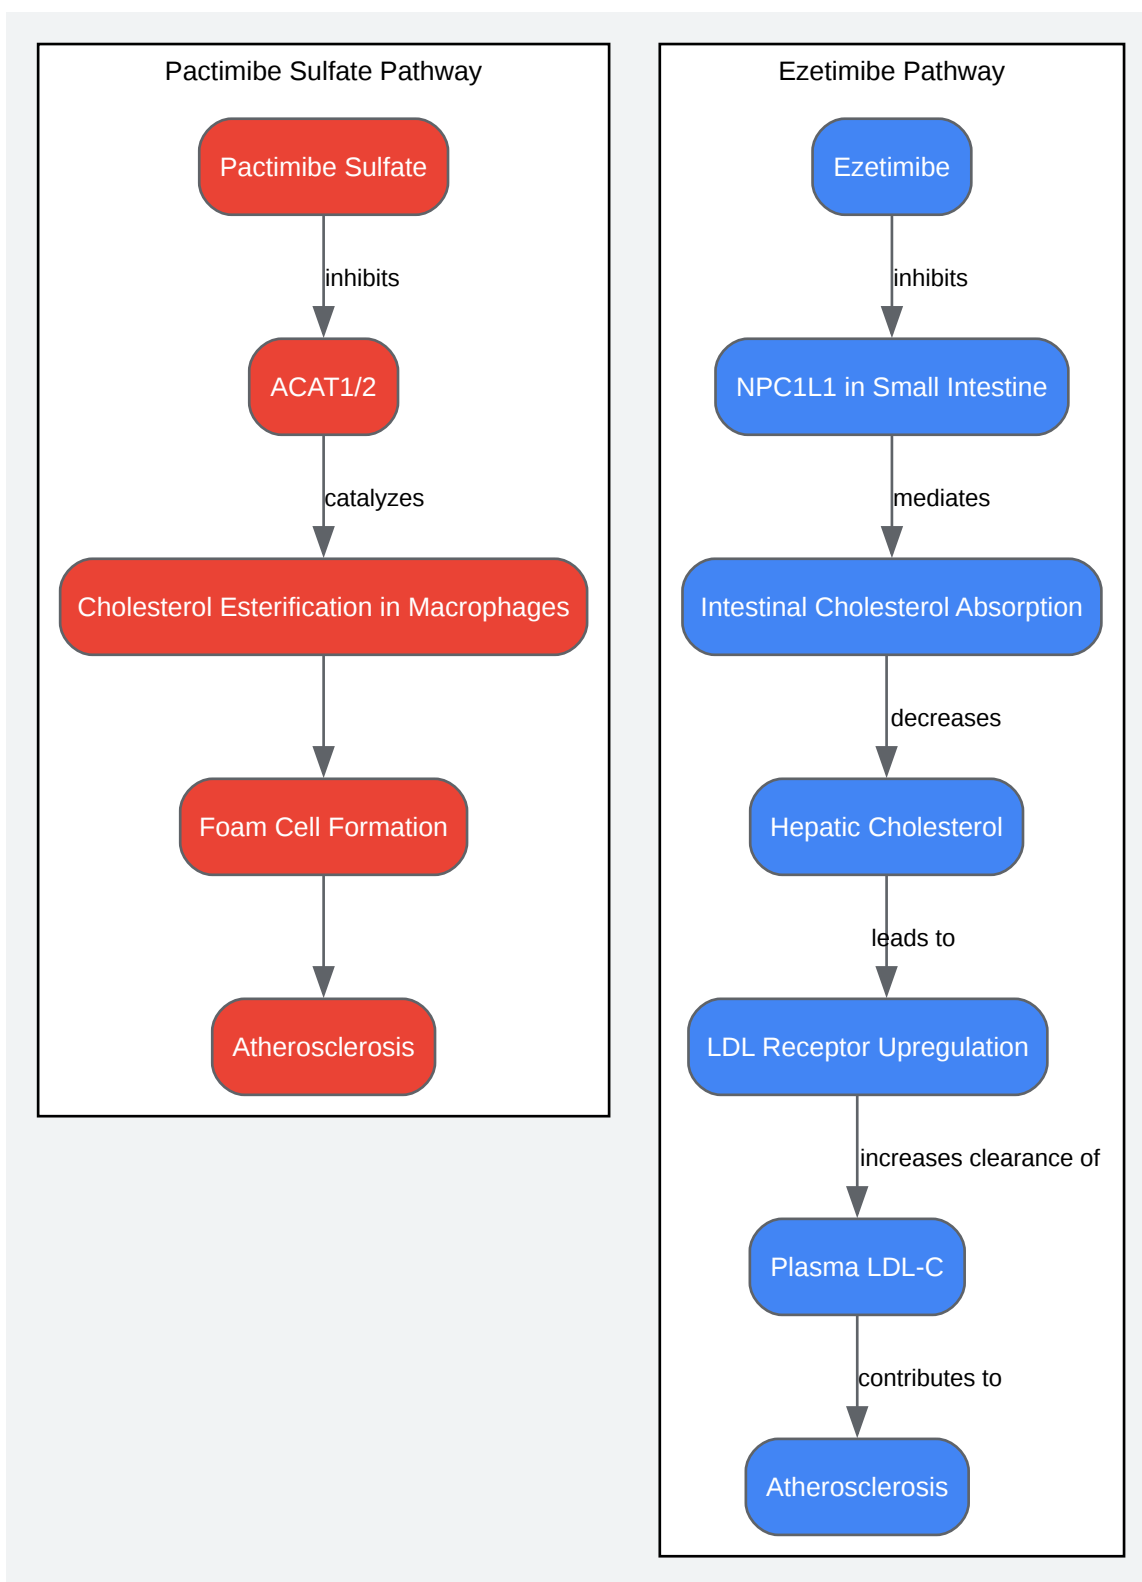 Pactimibe Sulfate Pathway
Pactimibe Sulfate
inhibits
ACAT1/2
catalyzes
Cholesterol Esterification in Macrophages
Foam Cell Formation
Atherosclerosis
Ezetimibe Pathway
Ezetimibe
inhibits
NPC1L1 in Small Intestine
mediates
Intestinal Cholesterol Absorption
decreases
Hepatic Cholesterol
leads to
LDL Receptor Upregulation
increases clearance of
Plasma LDL-C
contributes to
Atherosclerosis